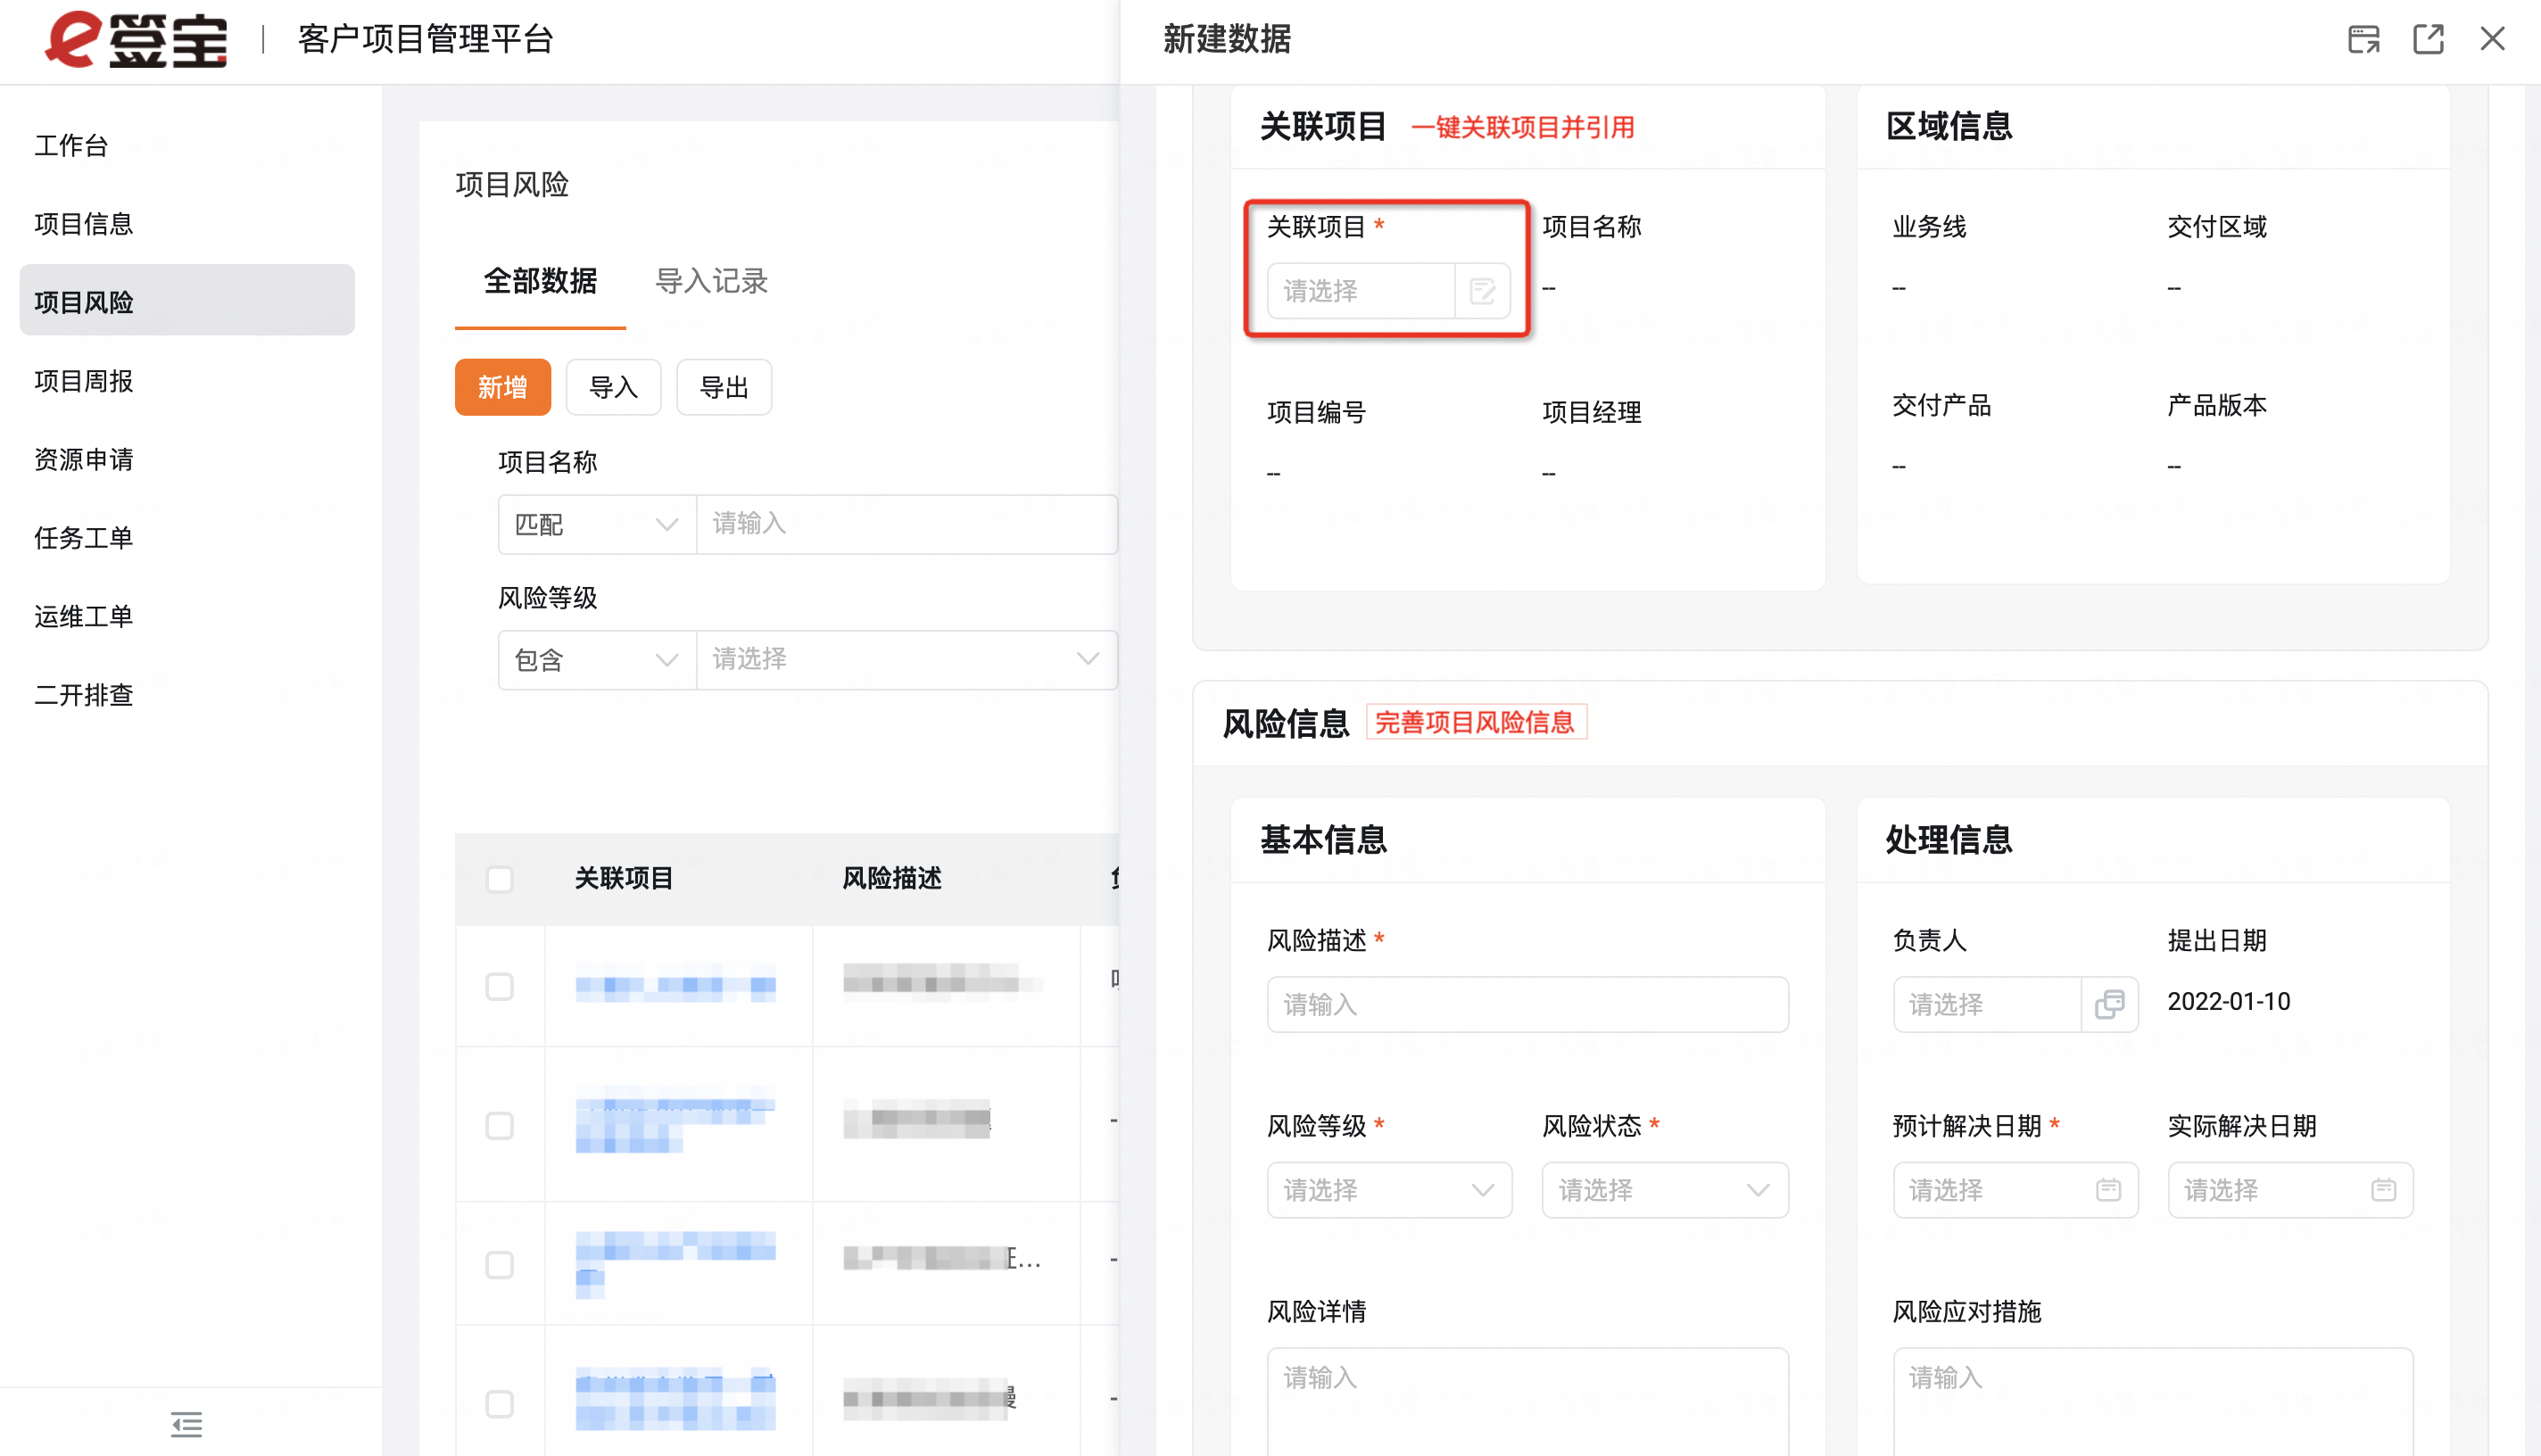 e签宝
客户项目管理平台
新建数据
工作台
项目信息
项目风险
项目周报
资源申请
任务工单
运维工单
二开排查
项目风险
全部数据
导入记录
新增
导入
导出
项目名称
匹配
请输入
风险等级
包含
请选择
关联项目
风险描述
关联项目
一键关联项目并引用
关联项目 *
请选择
项目名称
--
项目编号
--
项目经理
--
区域信息
业务线
--
交付区域
--
交付产品
--
产品版本
--
风险信息
完善项目风险信息
基本信息
风险描述 *
请输入
风险等级 *
请选择
风险状态 *
请选择
风险详情
请输入
处理信息
负责人
请选择
提出日期
2022-01-10
预计解决日期 *
请选择
实际解决日期
请选择
风险应对措施
请输入